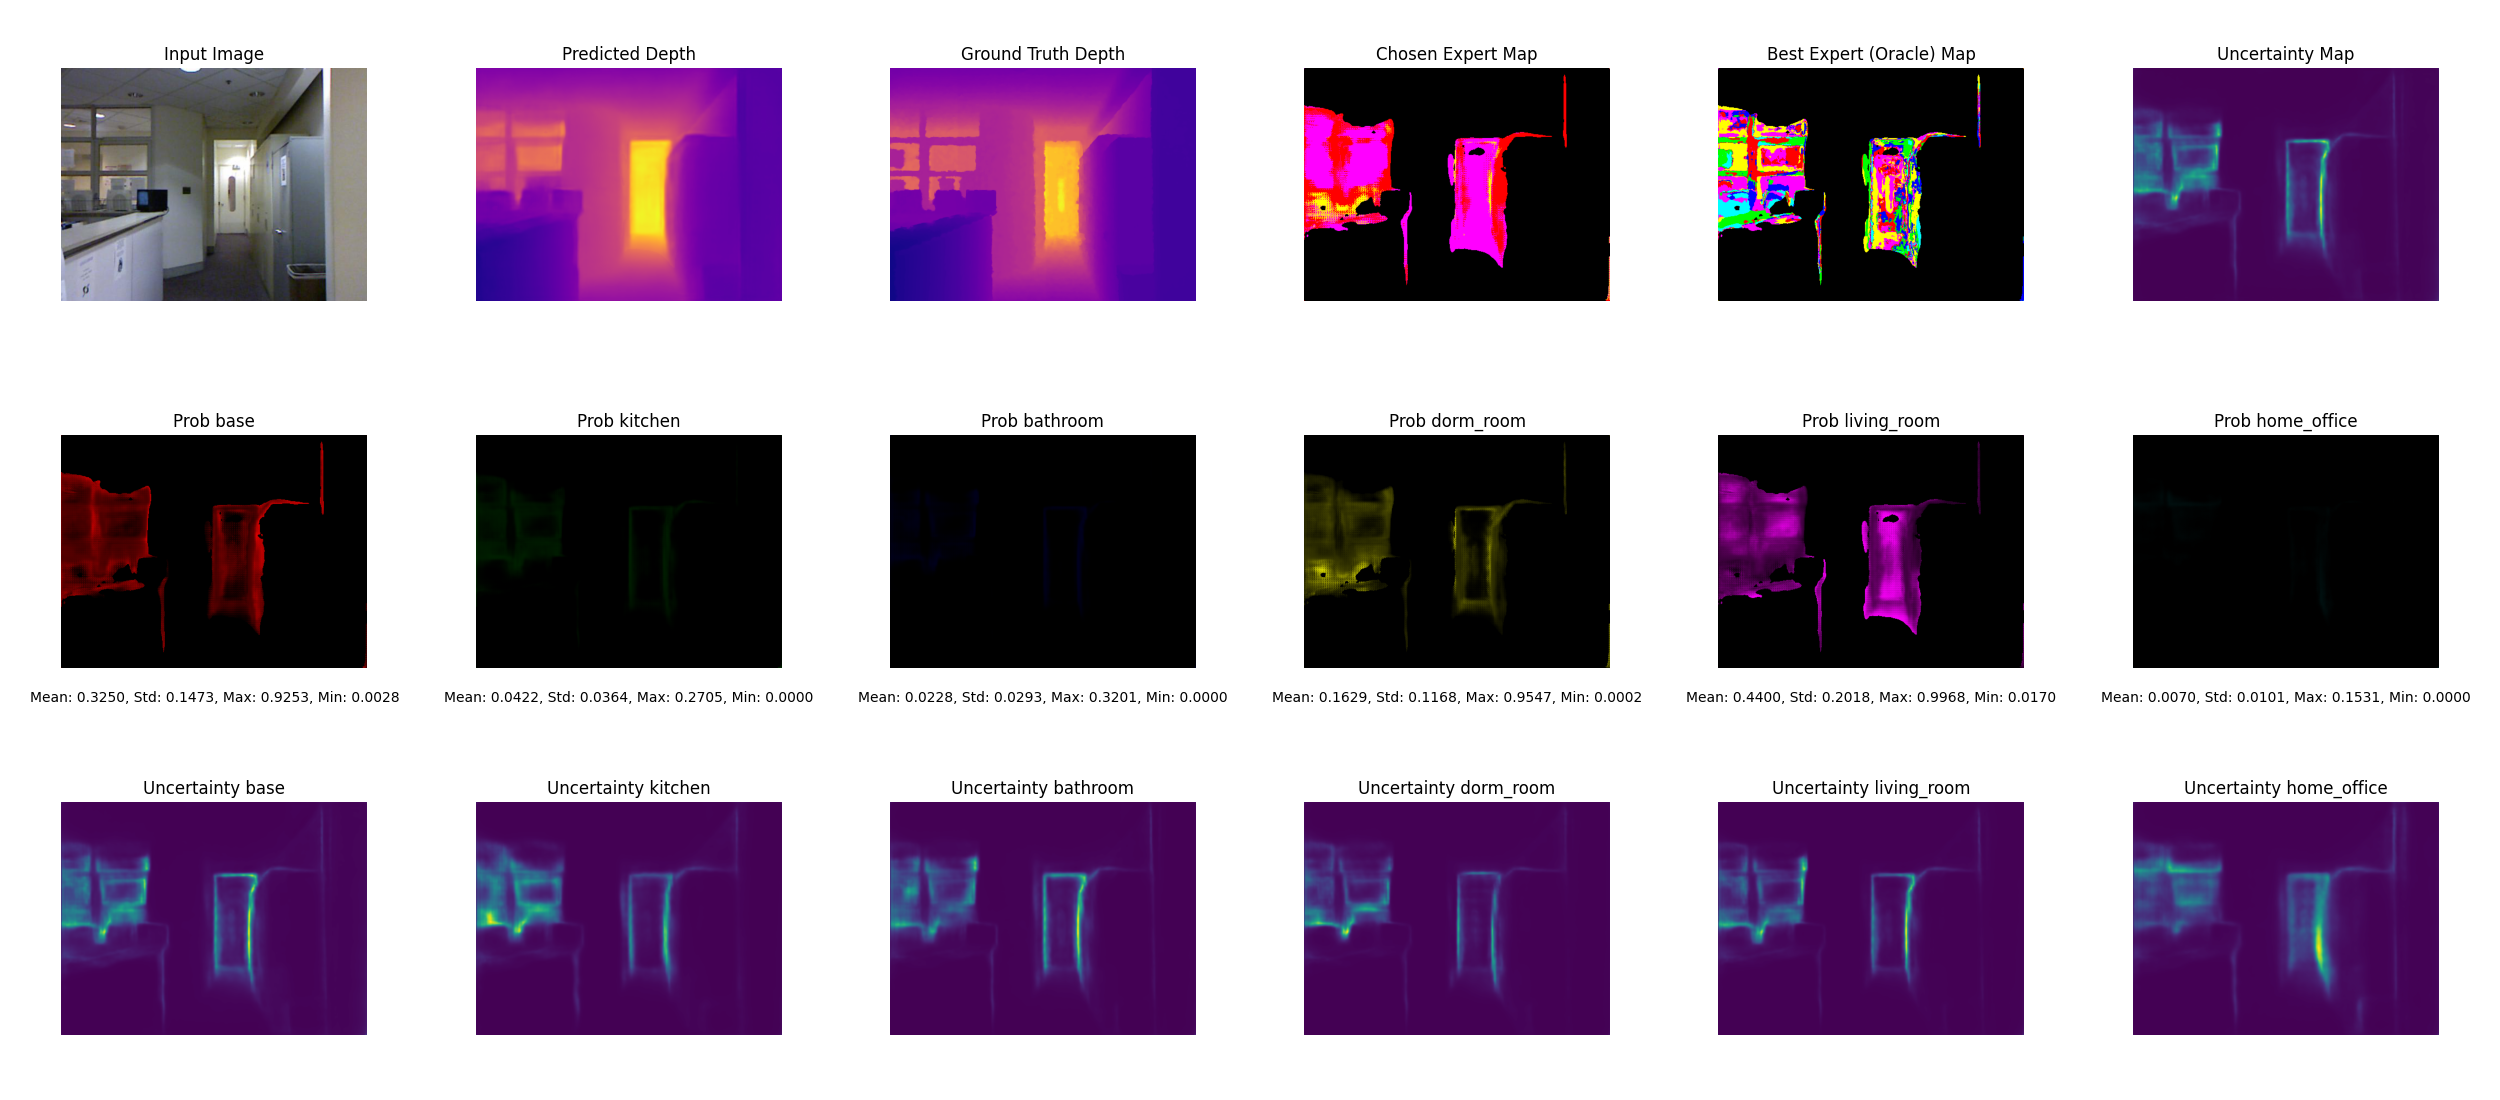 Input Image
Predicted Depth
Ground Truth Depth
Chosen Expert Map
Best Expert (Oracle) Map
Uncertainty Map
Prob base
Prob kitchen
Prob bathroom
Prob dorm_room
Prob living_room
Prob home_office
Mean: 0.3250, Std: 0.1473, Max: 0.9253, Min: 0.0028
Mean: 0.0422, Std: 0.0364, Max: 0.2705, Min: 0.0000
Mean: 0.0228, Std: 0.0293, Max: 0.3201, Min: 0.0000
Mean: 0.1629, Std: 0.1168, Max: 0.9547, Min: 0.0002
Mean: 0.4400, Std: 0.2018, Max: 0.9968, Min: 0.0170
Mean: 0.0070, Std: 0.0101, Max: 0.1531, Min: 0.0000
Uncertainty base
Uncertainty kitchen
Uncertainty bathroom
Uncertainty dorm_room
Uncertainty living_room
Uncertainty home_office